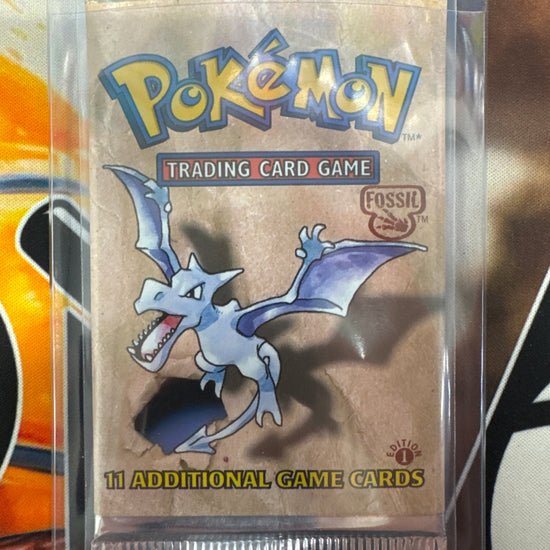 POKéMON
TM*
TRADING CARD GAME
FOSSIL
TM
EDITION
1
11 ADDITIONAL GAME CARDS